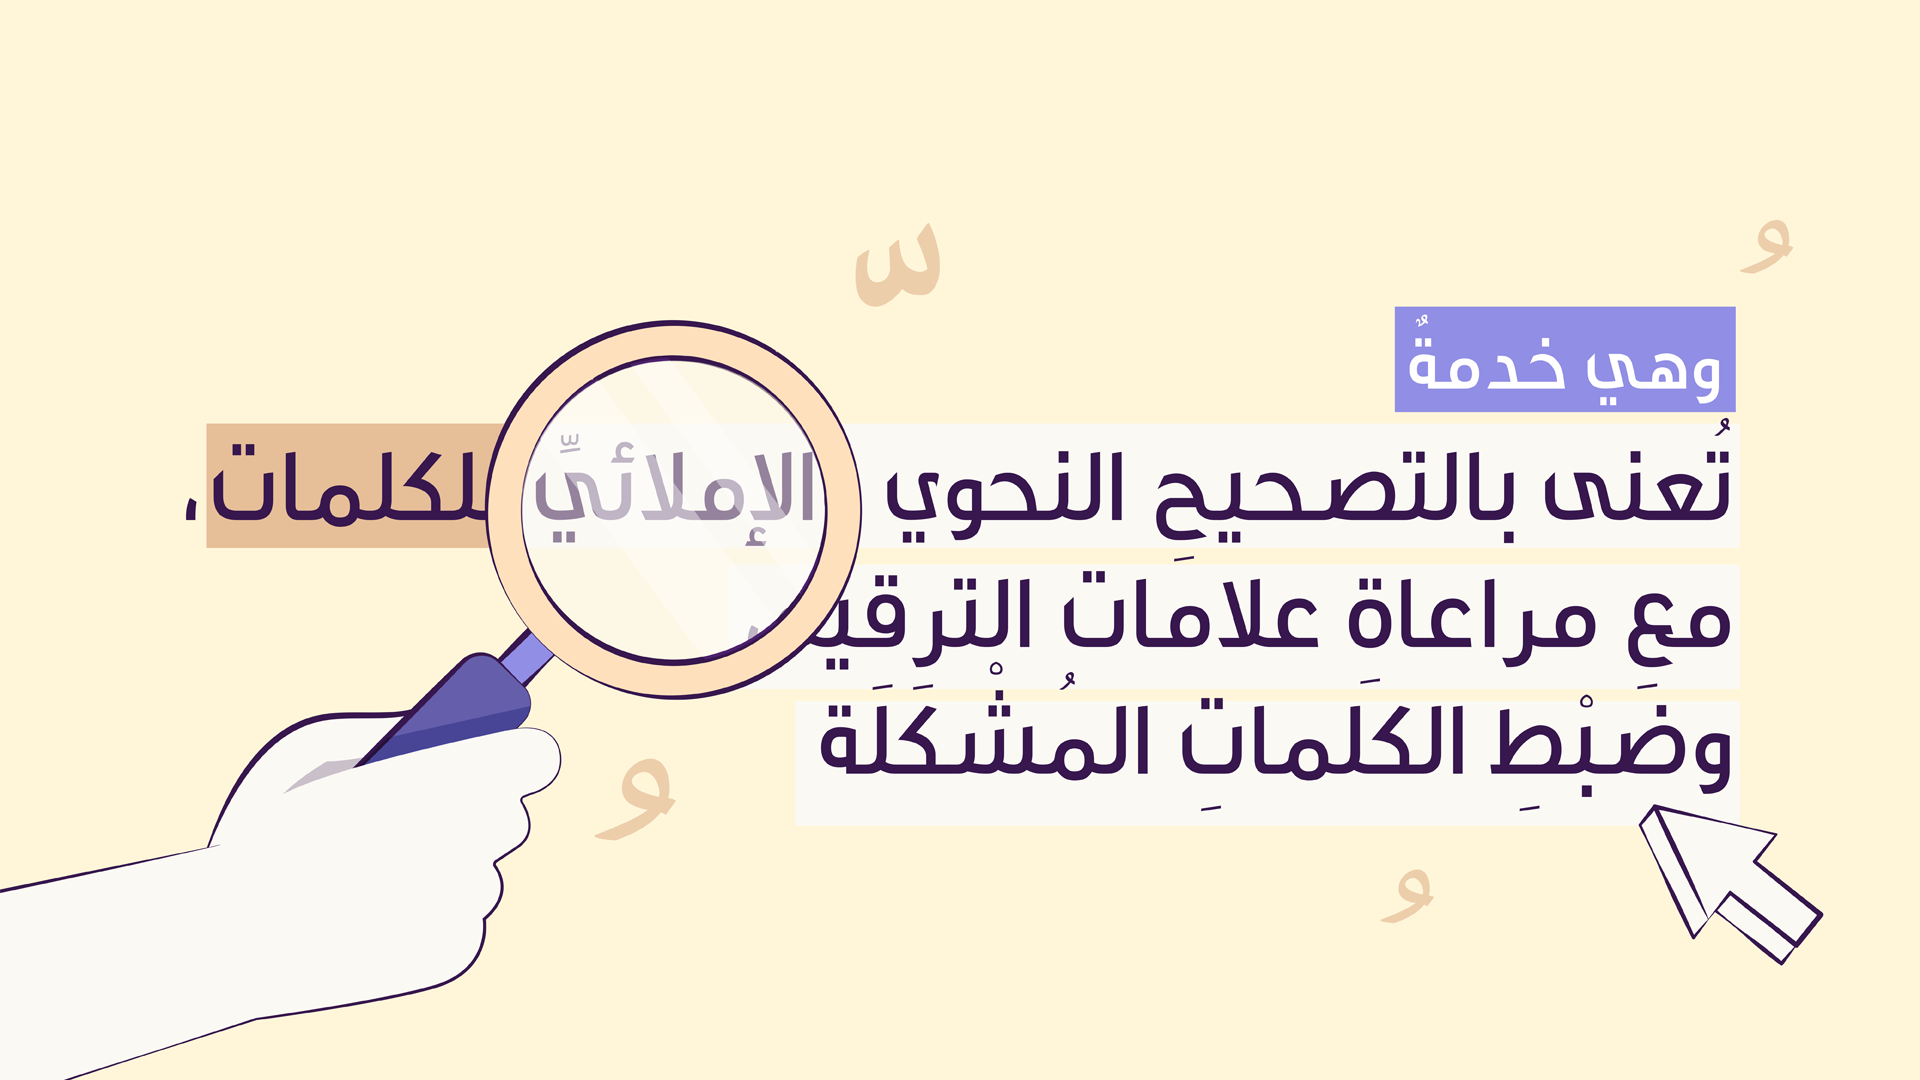 وهي خدمةٌ
تُعنى بالتصحيحِ النحوي الإملائيِّ للكلمات،
معَ مراعاةِ علامات الترقيم،
وضَبْطِ الكلماتِ المُشْكَلَة